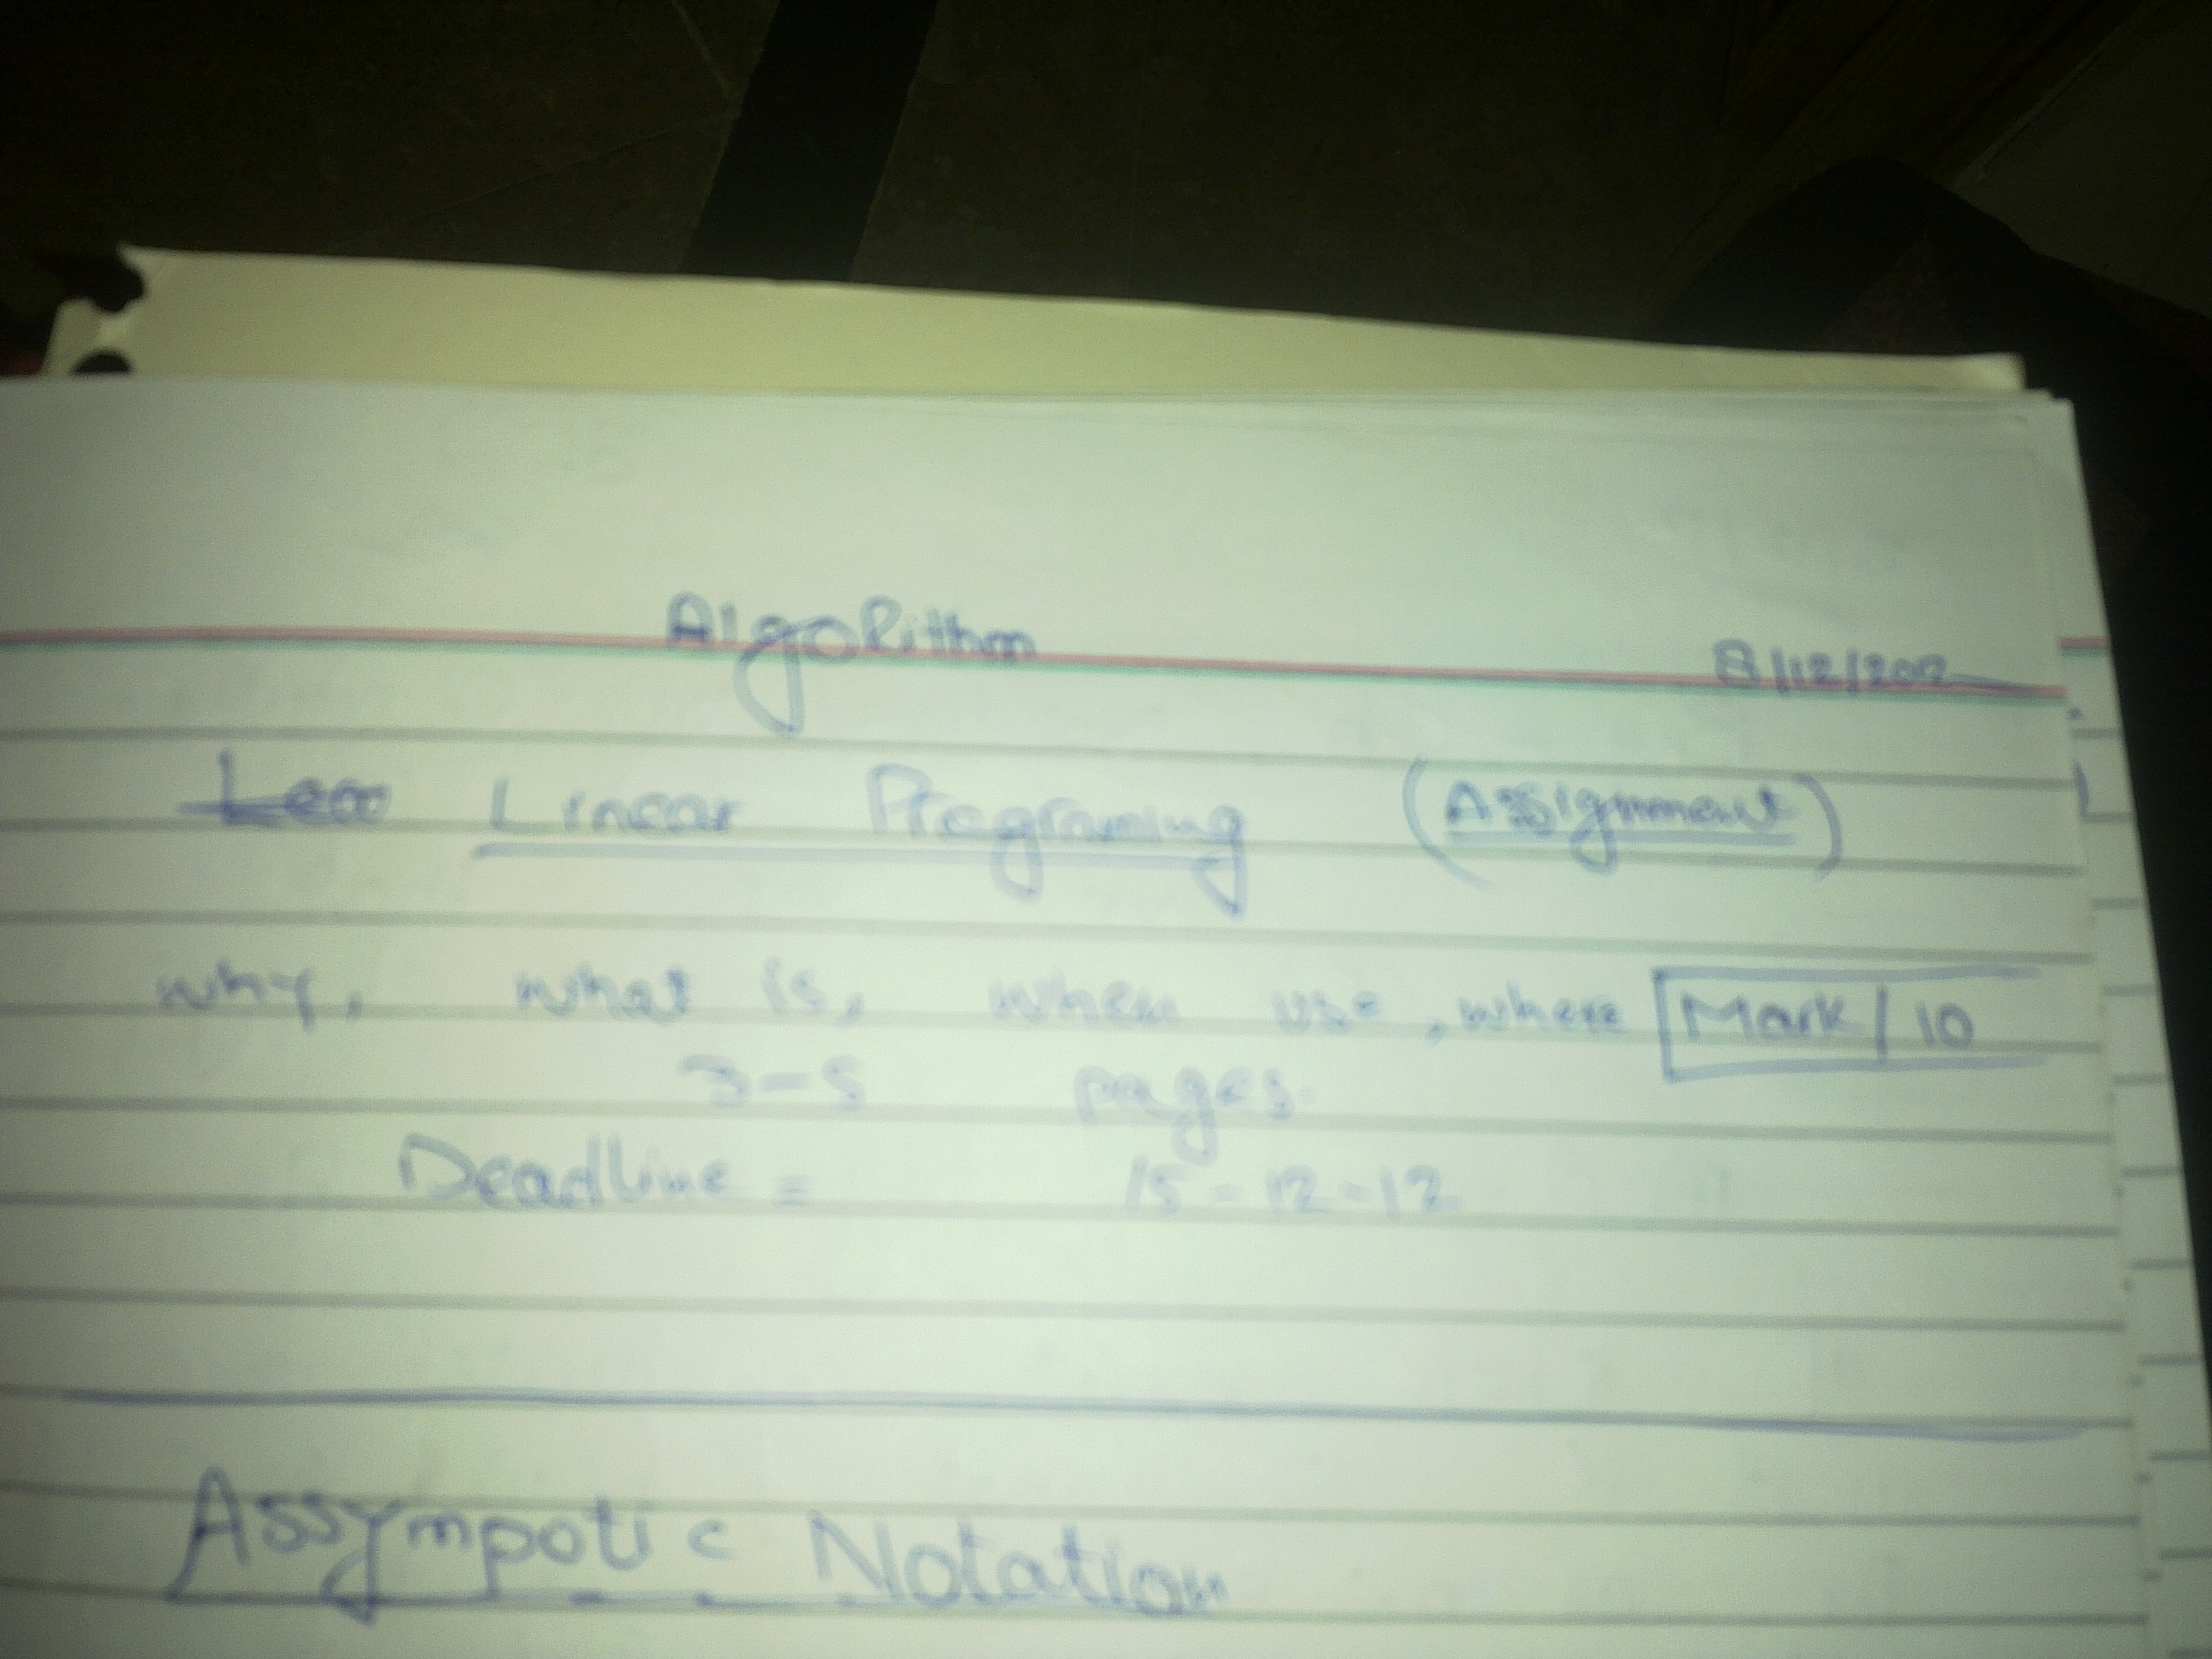 Algorithm
8/12/2012
Linear Programing (Assignment)
why, what is, when use, where Mark/10
3-5 pages.
Deadline = 15-12-12
Assympotic Notation